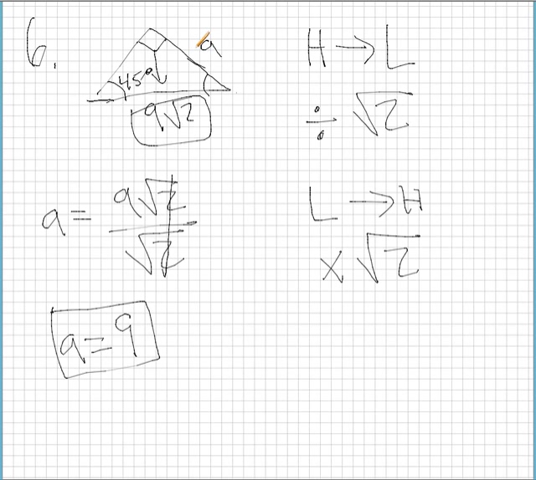 6.
45°
a
9√2
H → L
÷ √2
a = 9√2 / √2
L → H
x √2
a = 9